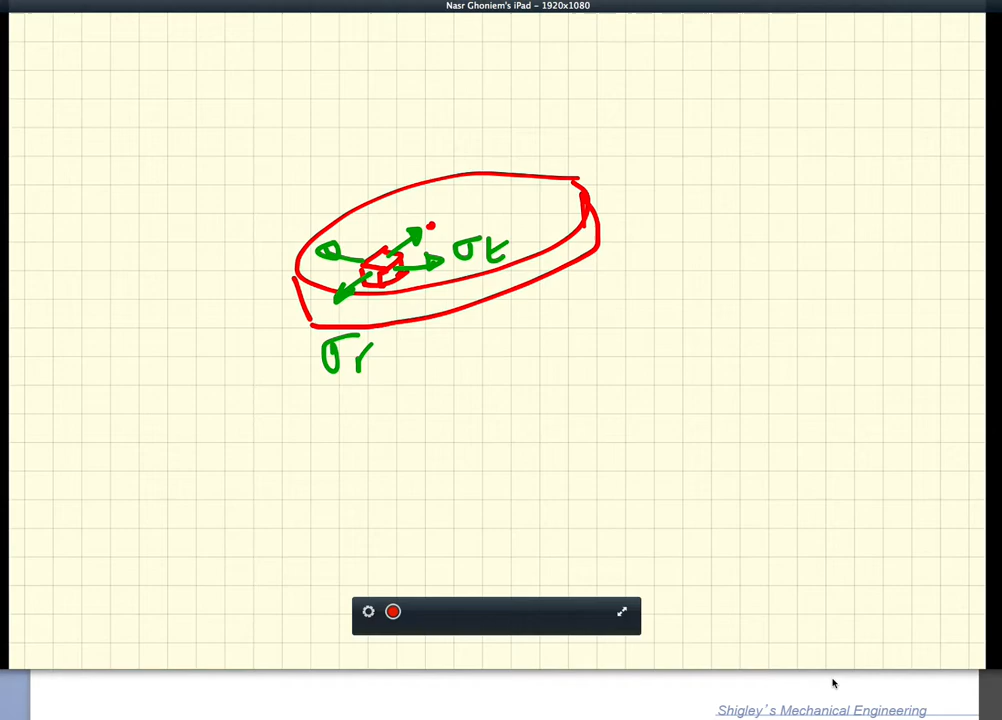 Nasr Ghoniem's iPad – 1920x1080
σt
σr
Shigley's Mechanical Engineering